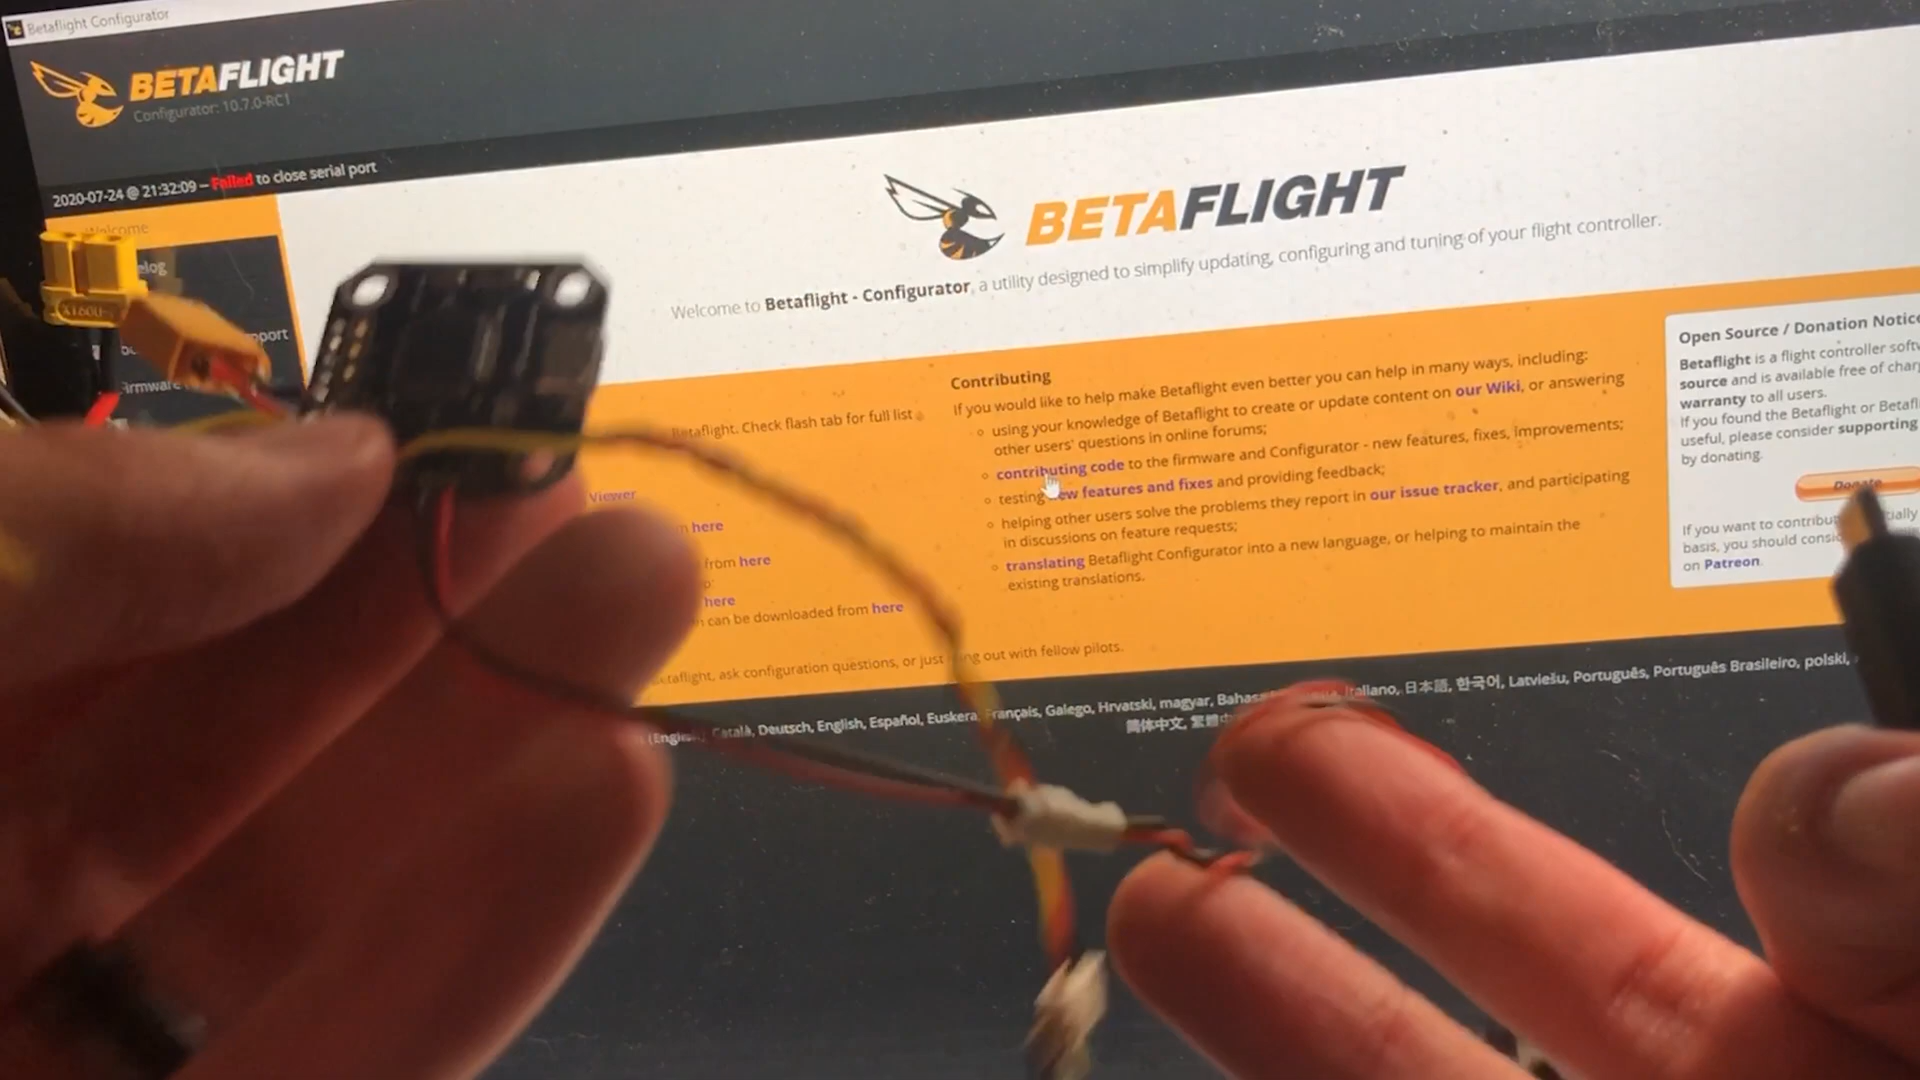 Betaflight Configurator
BETAFLIGHT
Configurator: 10.7.0-RC1
2020-07-24 @ 21:32:09 – Failed to close serial port
Welcome
XT60U-F
BETAFLIGHT
Welcome to Betaflight - Configurator, a utility designed to simplify updating, configuring and tuning of your flight controller.
Betaflight. Check flash tab for full list
Viewer
here
from here
here
can be downloaded from here
ask configuration questions, or just out with fellow pilots.
Contributing
If you would like to help make Betaflight even better you can help in many ways, including:
using your knowledge of Betaflight to create or update content on our Wiki, or answering
other users' questions in online forums;
contributing code to the firmware and Configurator - new features, fixes, improvements;
testing new features and fixes and providing feedback;
helping other users solve the problems they report in our issue tracker, and participating
in discussions on feature requests;
translating Betaflight Configurator into a new language, or helping to maintain the
existing translations.
Open Source / Donation Notice
Betaflight is a flight controller
source and is available free of
warranty to all users.
If you found the Betaflight or
useful, please consider supporting
by donating.
Donate
If you want to
basis, you should
on Patreon.
Català, Deutsch, English, Español, Euskera, Français, Galego, Hrvatski, magyar, Italiano, 日本語, 한국어, Latviešu, Português, Português Brasileiro, polski,
简体中文,